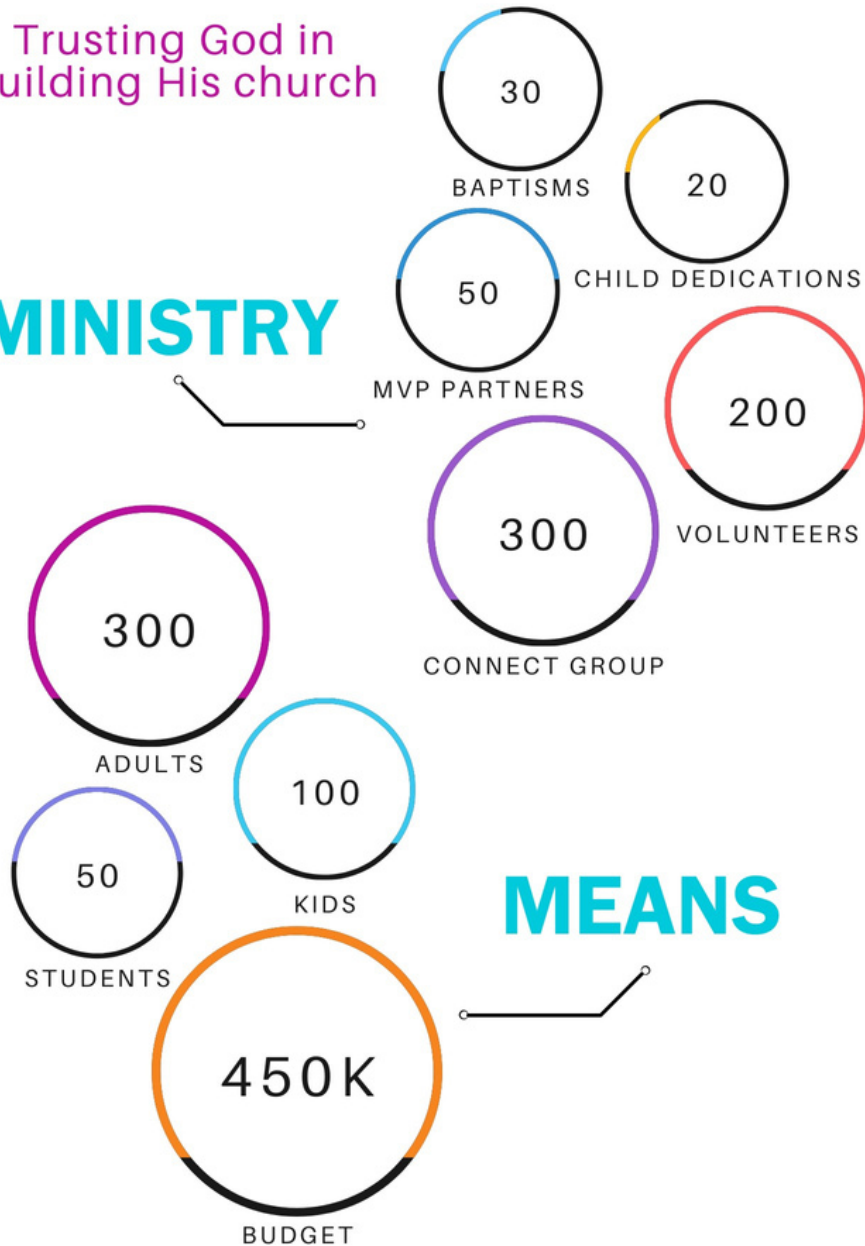 Trusting God in
uilding His church
30
BAPTISMS
20
CHILD DEDICATIONS
50
MVP PARTNERS
MINISTRY
200
VOLUNTEERS
300
CONNECT GROUP
300
ADULTS
100
KIDS
50
STUDENTS
MEANS
450K
BUDGET